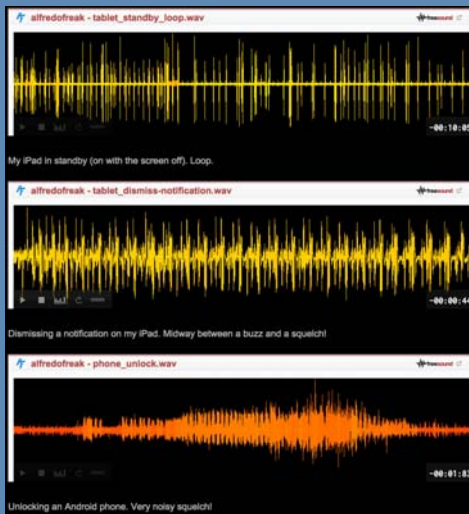 alfredofreak - tablet_standby_loop.wav
freesound
-00:10:05
My iPad in standby (on with the screen off). Loop.
alfredofreak - tablet_dismiss-notification.wav
freesound
-00:00:44
Dismissing a notification on my iPad. Midway between a buzz and a squelch!
alfredofreak - phone_unlock.wav
freesound
-00:01:83
Unlocking an Android phone. Very noisy squelch!